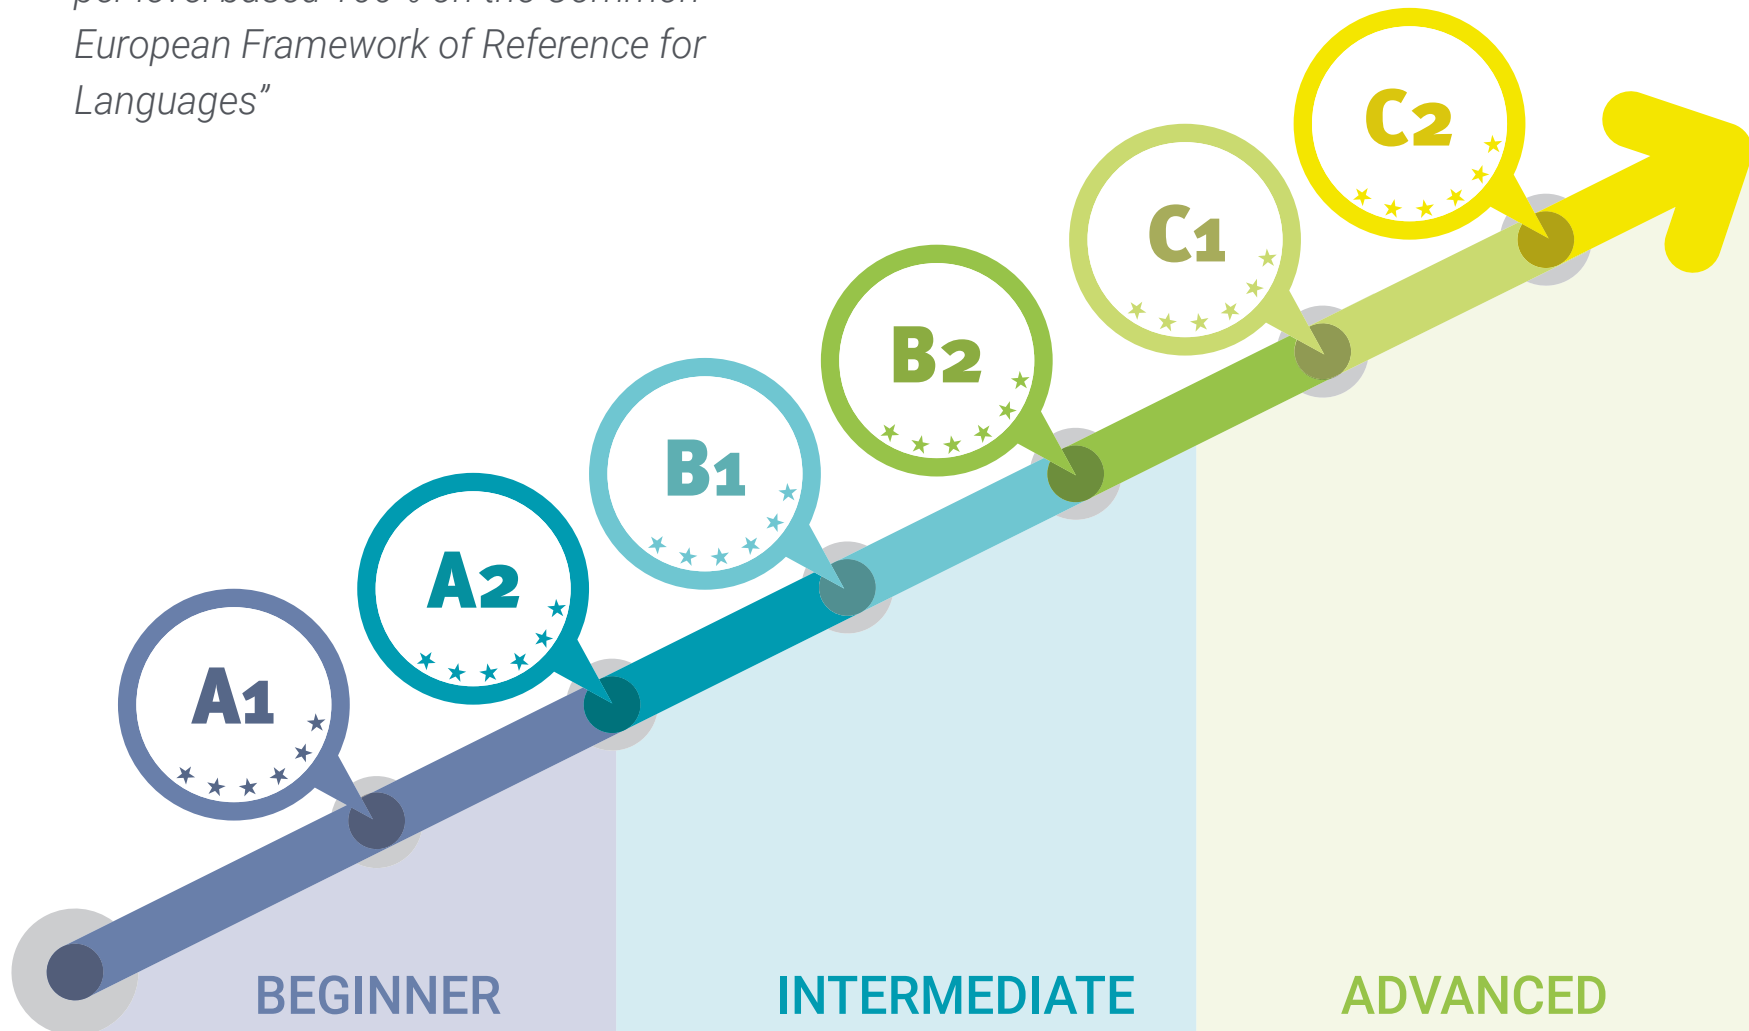 European Framework of Reference for
Languages”
C2
C1
B2
B1
A2
A1
BEGINNER INTERMEDIATE ADVANCED